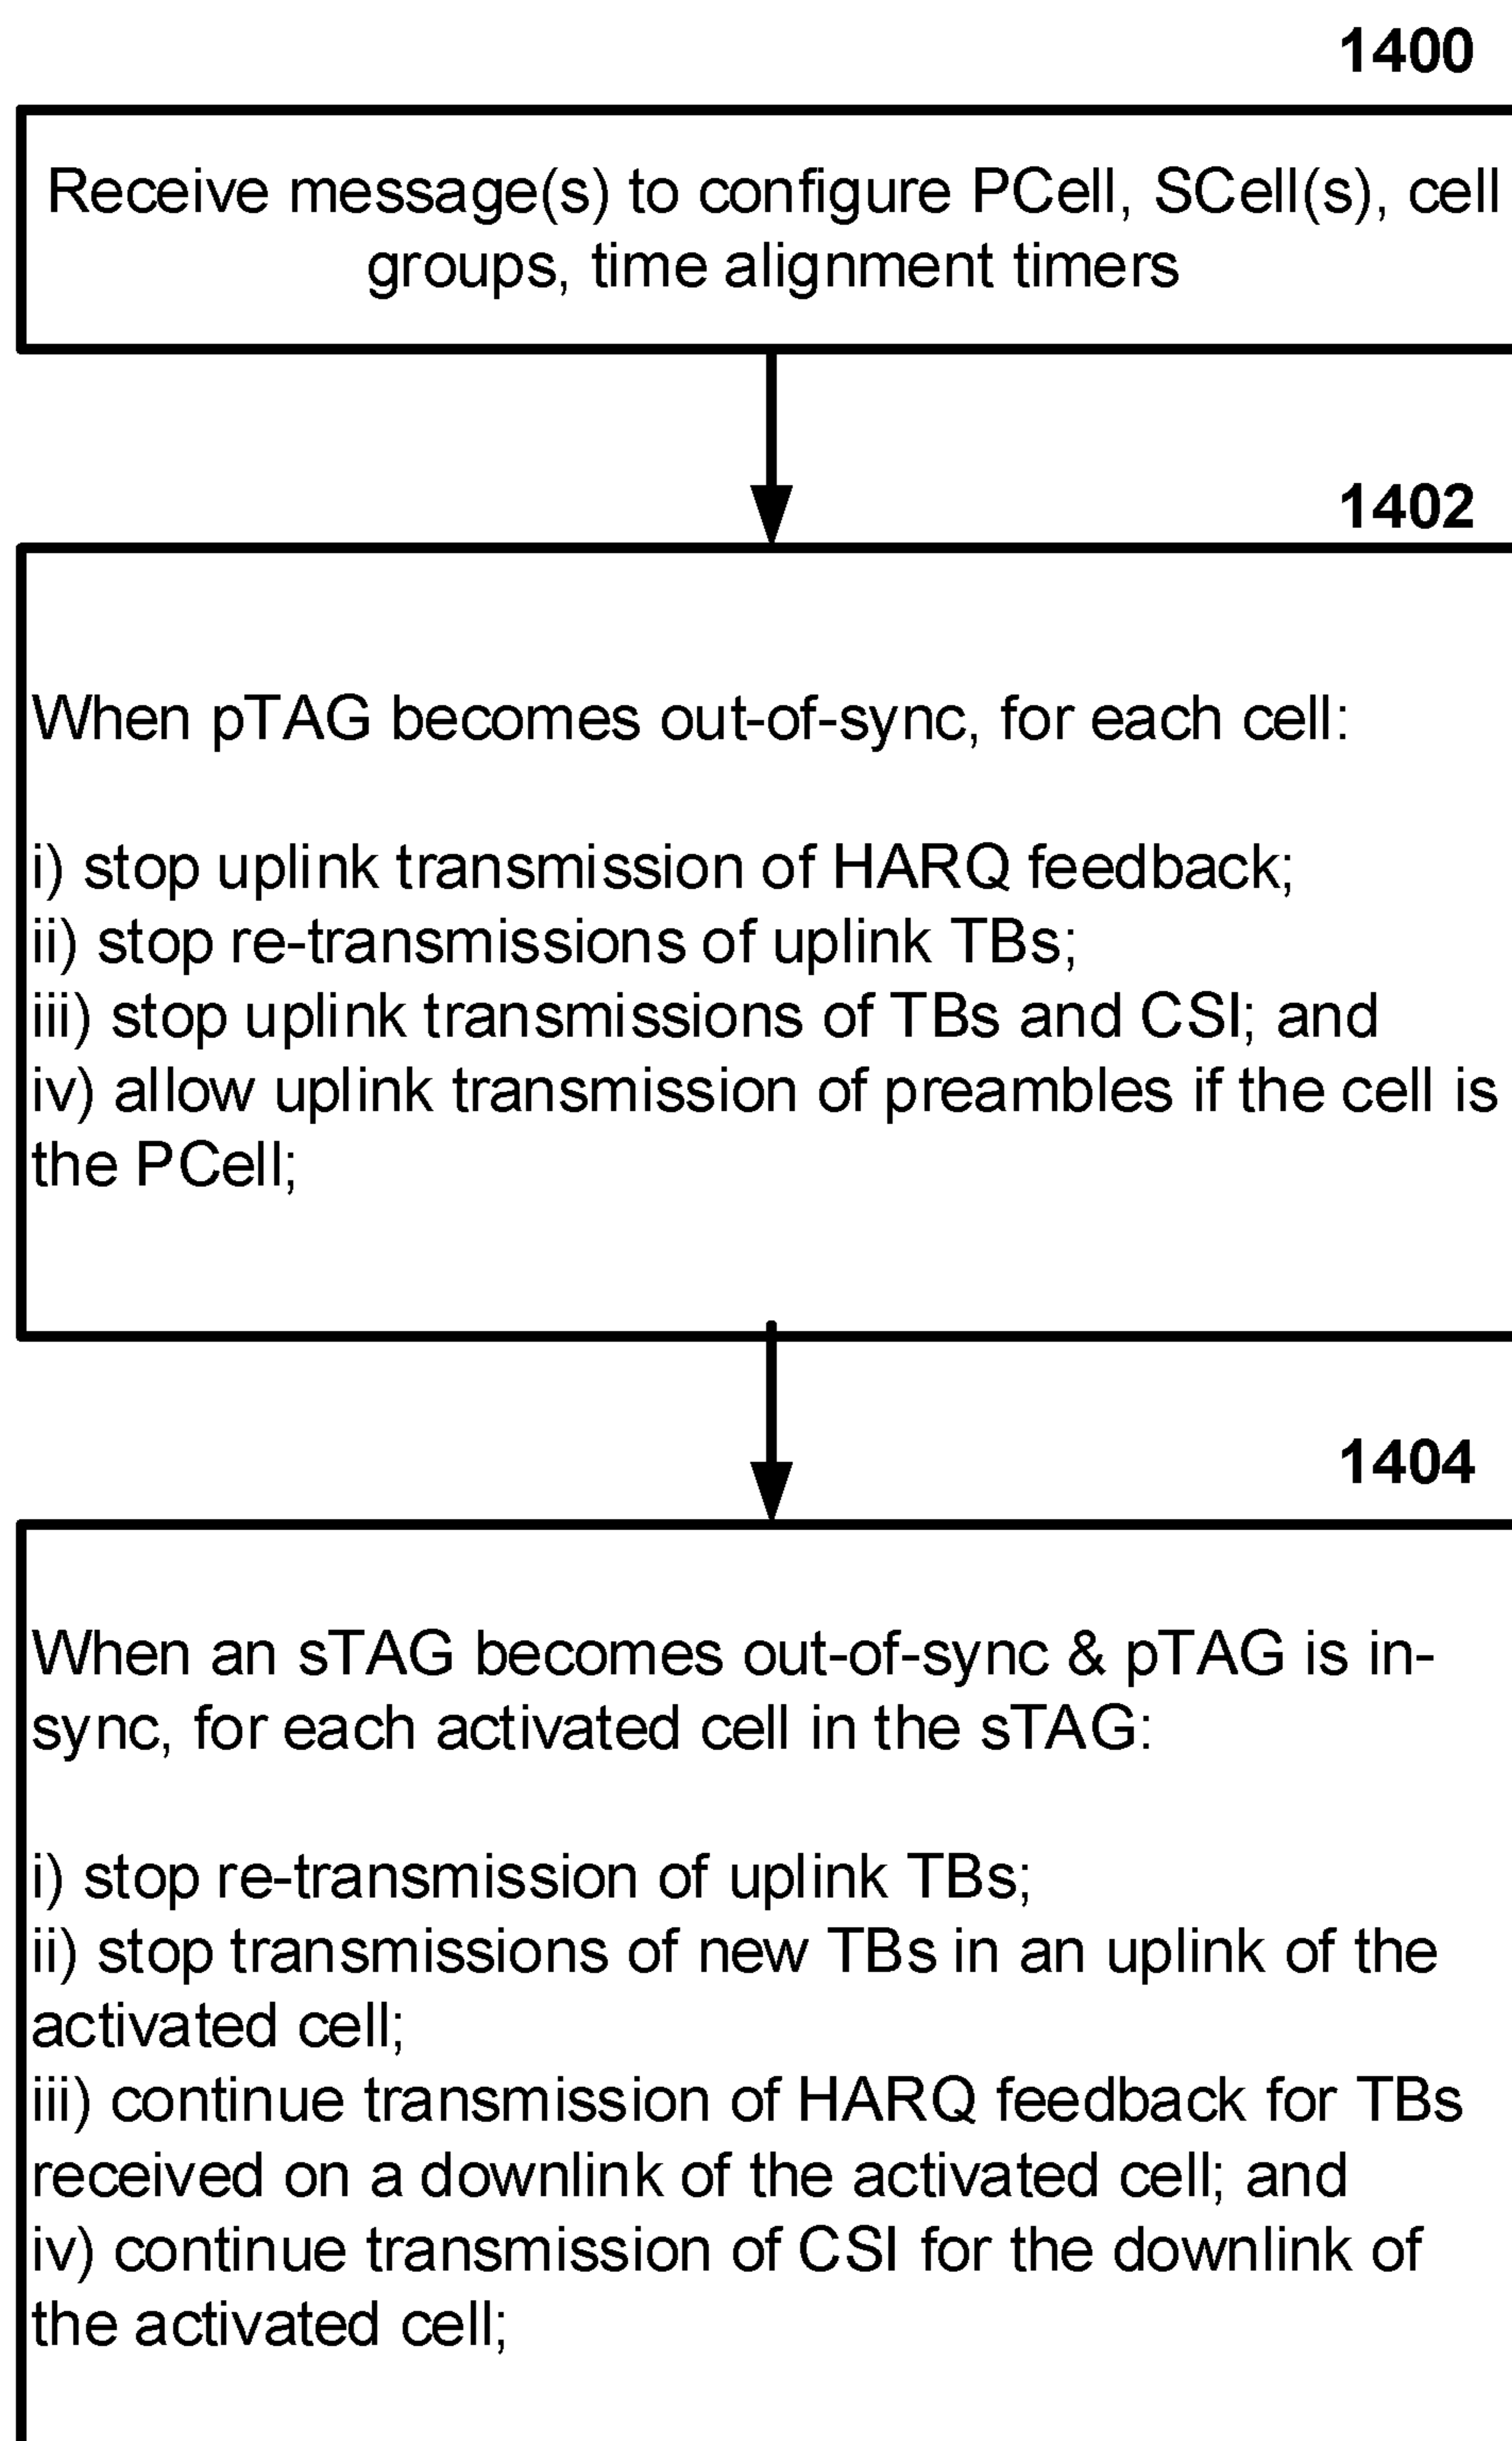 1400
Receive message(s) to configure PCell, SCell(s), cell
groups, time alignment timers
1402
When pTAG becomes out-of-sync, for each cell:
i) stop uplink transmission of HARQ feedback;
ii) stop re-transmissions of uplink TBs;
iii) stop uplink transmissions of TBs and CSI; and
iv) allow uplink transmission of preambles if the cell is
the PCell;
1404
When an sTAG becomes out-of-sync & pTAG is in-
sync, for each activated cell in the sTAG:
i) stop re-transmission of uplink TBs;
ii) stop transmissions of new TBs in an uplink of the
activated cell;
iii) continue transmission of HARQ feedback for TBs
received on a downlink of the activated cell; and
iv) continue transmission of CSI for the downlink of
the activated cell;